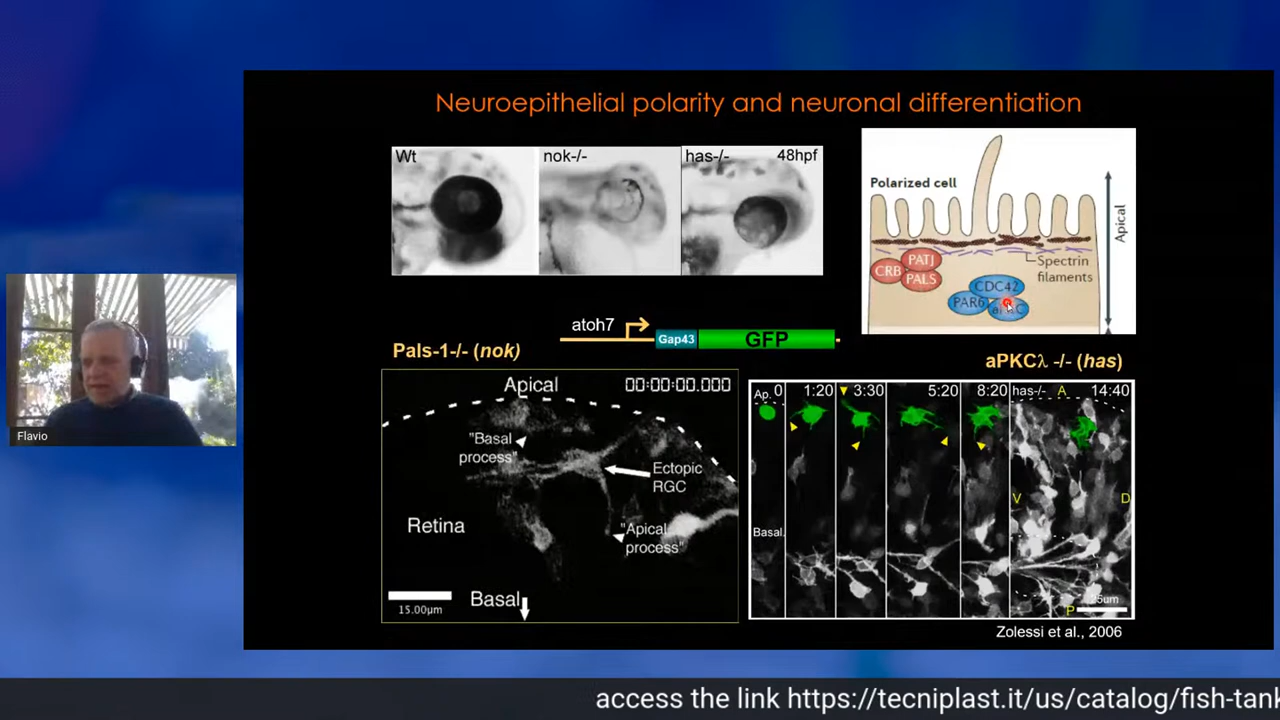 Neuroepithelial polarity and neuronal differentiation
Wt
nok-/-
has-/-
48hpf
Polarized cell
Apical
Spectrin
filaments
CRB
PATJ
PALS
CDC42
PAR6
atoh7
Gap43
GFP
Pals-1-/- (nok)
aPKCλ -/- (has)
Apical
00:00:00.000
"Basal
process"
Ectopic
RGC
Retina
"Apical
process"
15.00µm
Basal
Ap.
0
1:20
3:30
5:20
8:20
has-/-
A
14:40
V
D
Basal
P
25um
Zolessi et al., 2006
Flavio
access the link https://tecniplast.it/us/catalog/fish-tank